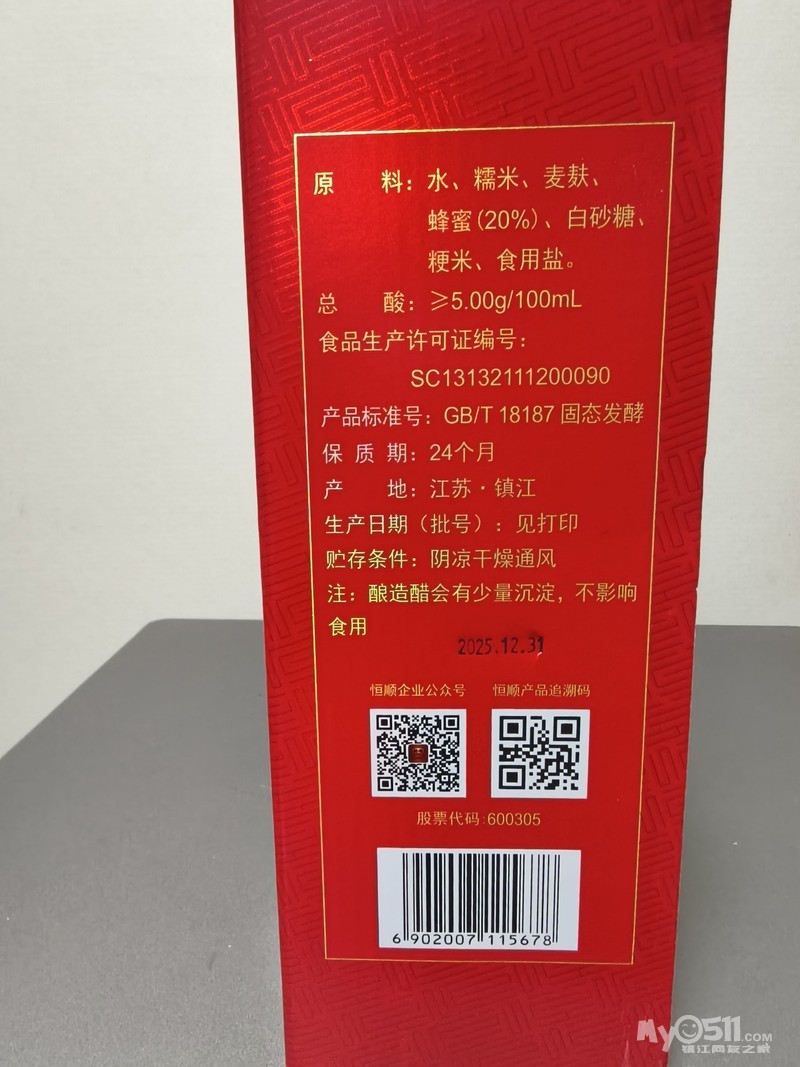 原 料：水、糯米、麦麸、
蜂蜜(20%)、白砂糖、
粳米、食用盐。
总 酸：≥5.00g/100mL
食品生产许可证编号：
SC13132111200090
产品标准号：GB/T 18187 固态发酵
保 质 期：24个月
产 地：江苏·镇江
生产日期（批号）：见打印
贮存条件：阴凉干燥通风
注：酿造醋会有少量沉淀，不影响
食用
2025.12.31
恒顺企业公众号 恒顺产品追溯码
股票代码:600305
6 902007 115678
My0511.COM
镇江网友之家